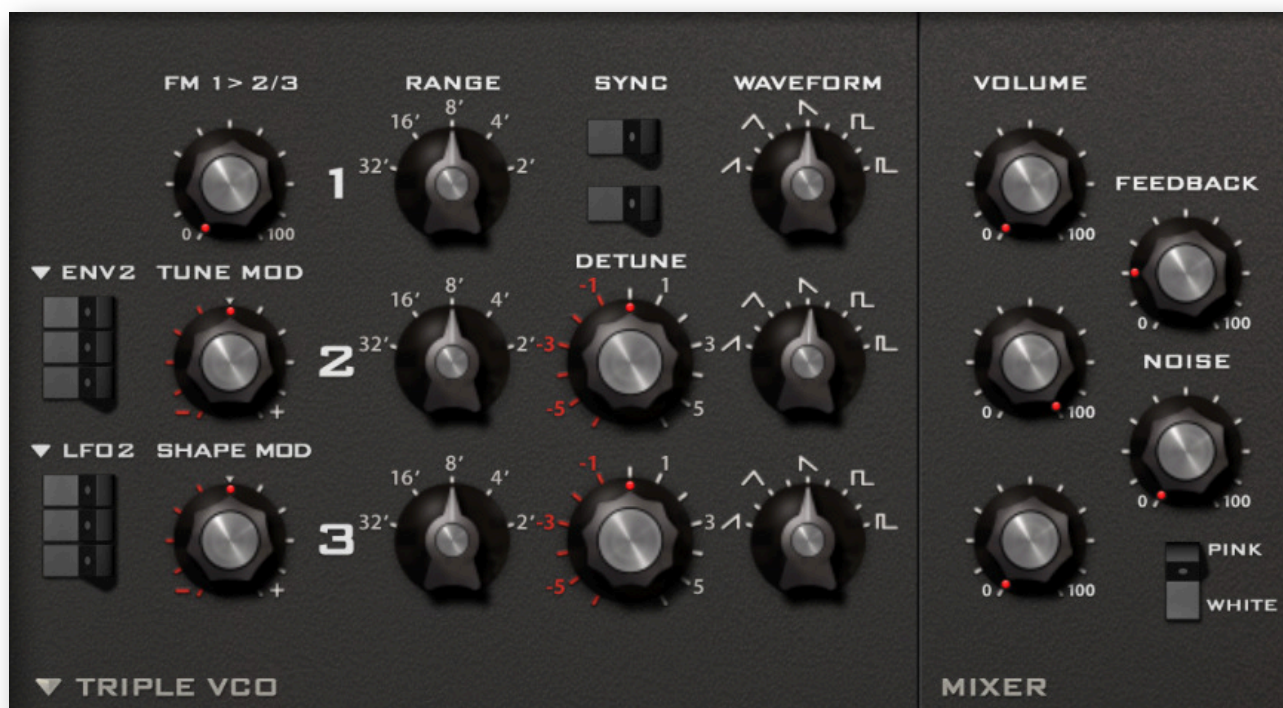 FM 1> 2/3 RANGE SYNC WAVEFORM VOLUME
8'
16' 4'
32' 2'
1
FEEDBACK
0 100
0 100
▼ ENV2 TUNE MOD DETUNE
8' -1 1
16' 4'
0 100
2 32' 2' -3 3
NOISE
- + -5 5 0 100
▼ LFO2 SHAPE MOD
8' -1 1
16' 4'
0 100
3 32' 2' -3 3
PINK
- + -5 5 0 100
WHITE
▼ TRIPLE VCO MIXER